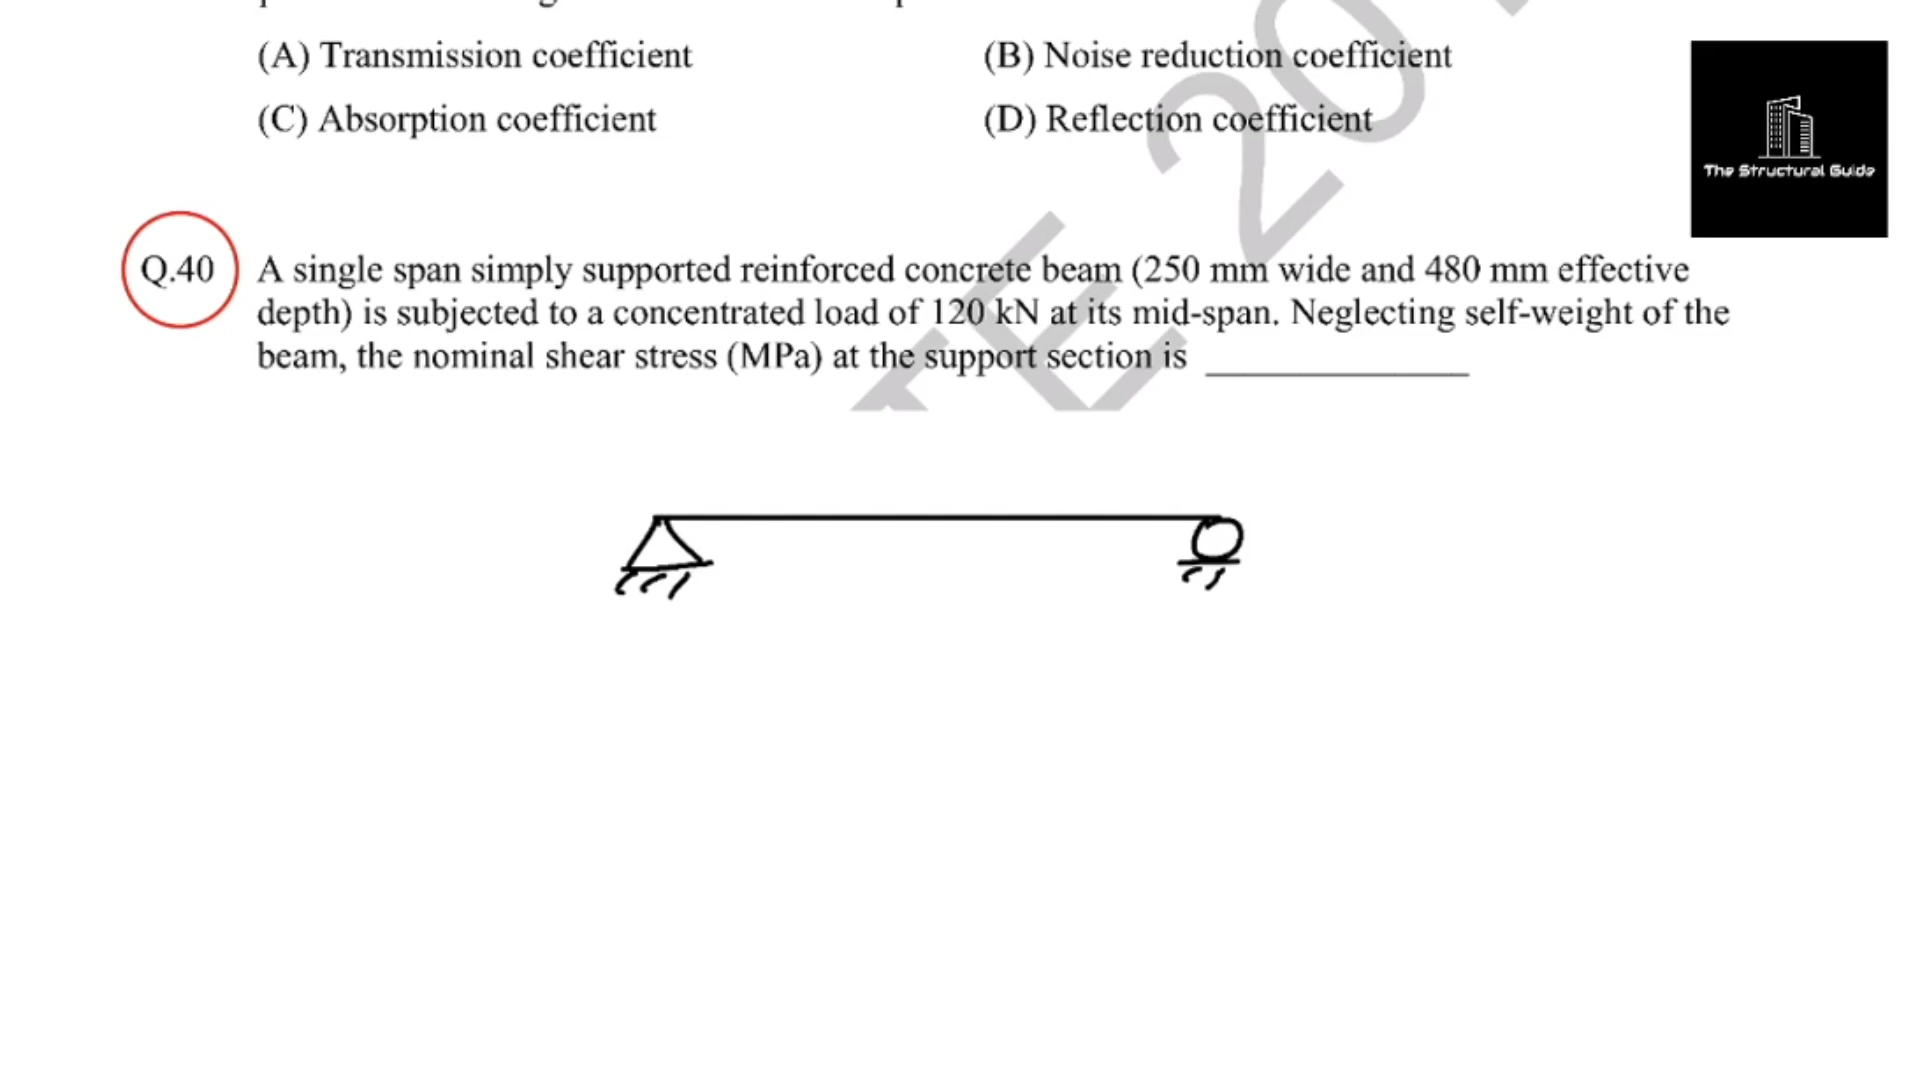 (A) Transmission coefficient
(B) Noise reduction coefficient
(C) Absorption coefficient
(D) Reflection coefficient
The Structural Guide
Q.40 A single span simply supported reinforced concrete beam (250 mm wide and 480 mm effective
depth) is subjected to a concentrated load of 120 kN at its mid-span. Neglecting self-weight of the
beam, the nominal shear stress (MPa) at the support section is